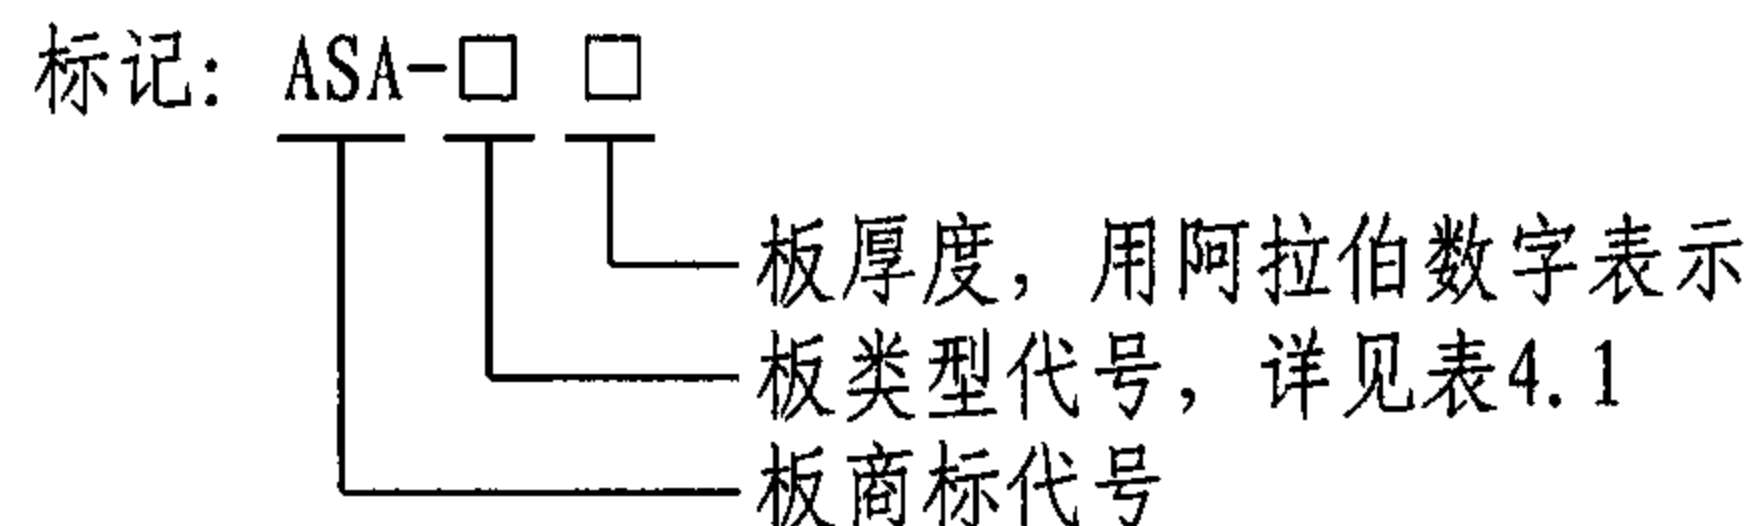 标记: ASA-□ □
板厚度, 用阿拉伯数字表示
板类型代号, 详见表4.1
板商标代号